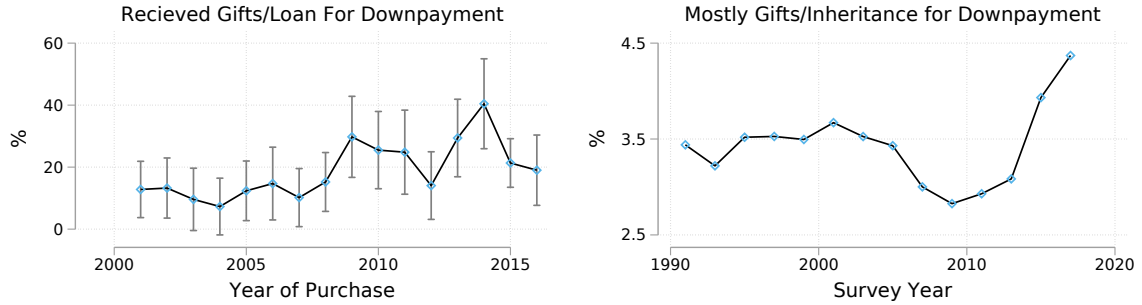 Recieved Gifts/Loan For Downpayment
60
40
20
0
%
2000 2005 2010 2015
Year of Purchase
Mostly Gifts/Inheritance for Downpayment
4.5
3.5
2.5
%
1990 2000 2010 2020
Survey Year